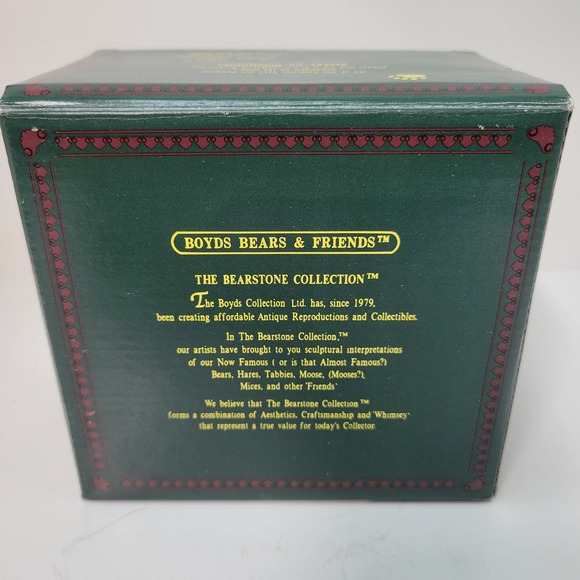 BOYDS BEARS & FRIENDS™
THE BEARSTONE COLLECTION™
The Boyds Collection Ltd. has, since 1979,
been creating affordable Antique Reproductions and Collectibles.
In The Bearstone Collection,™
our artists have brought to you sculptural interpretations
of our Now Famous ( or is that Almost Famous?)
Bears, Hares, Tabbies, Moose, (Mooses?),
Mices, and other 'Friends'
We believe that The Bearstone Collection™
forms a combination of Aesthetics, Craftsmanship and 'Whimsey'
that represent a true value for today's Collector.